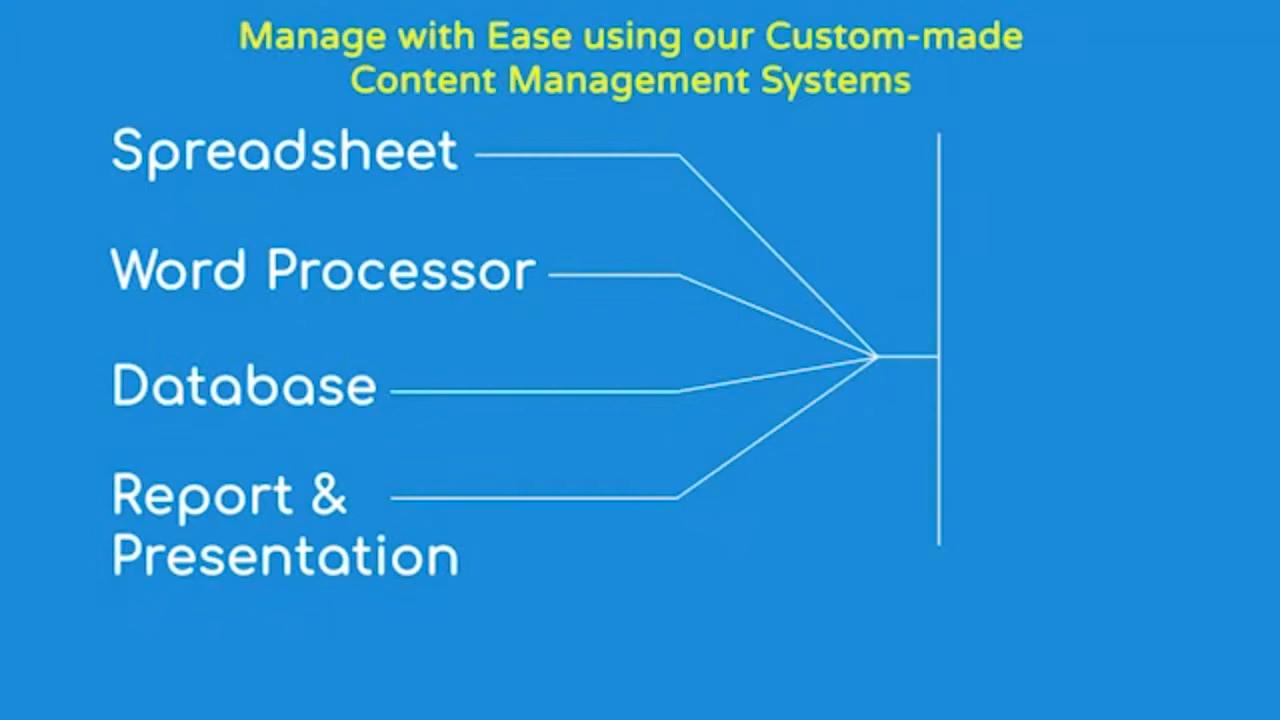 Manage with Ease using our Custom-made
Content Management Systems
Spreadsheet
Word Processor
Database
Report &
Presentation